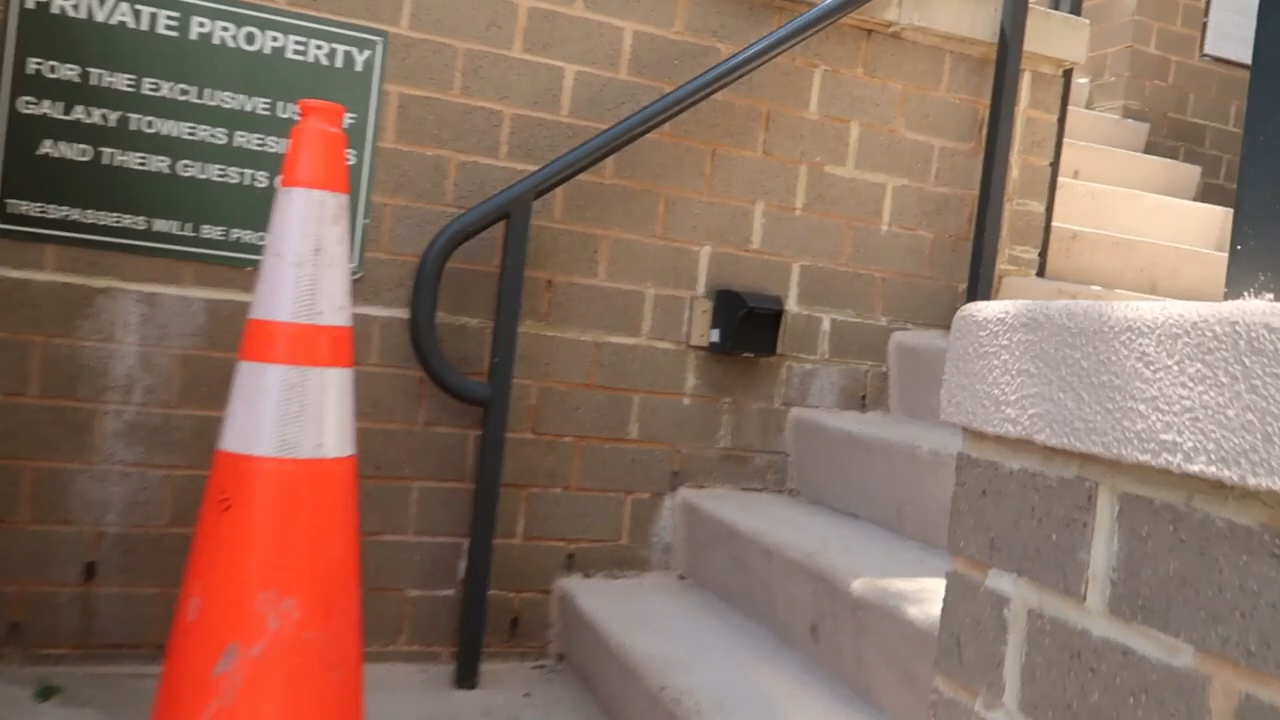 PRIVATE PROPERTY
FOR THE EXCLUSIVE US F
GALAXY TOWERS RESI S
AND THEIR GUESTS
TRESPASSERS WILL BE PRO